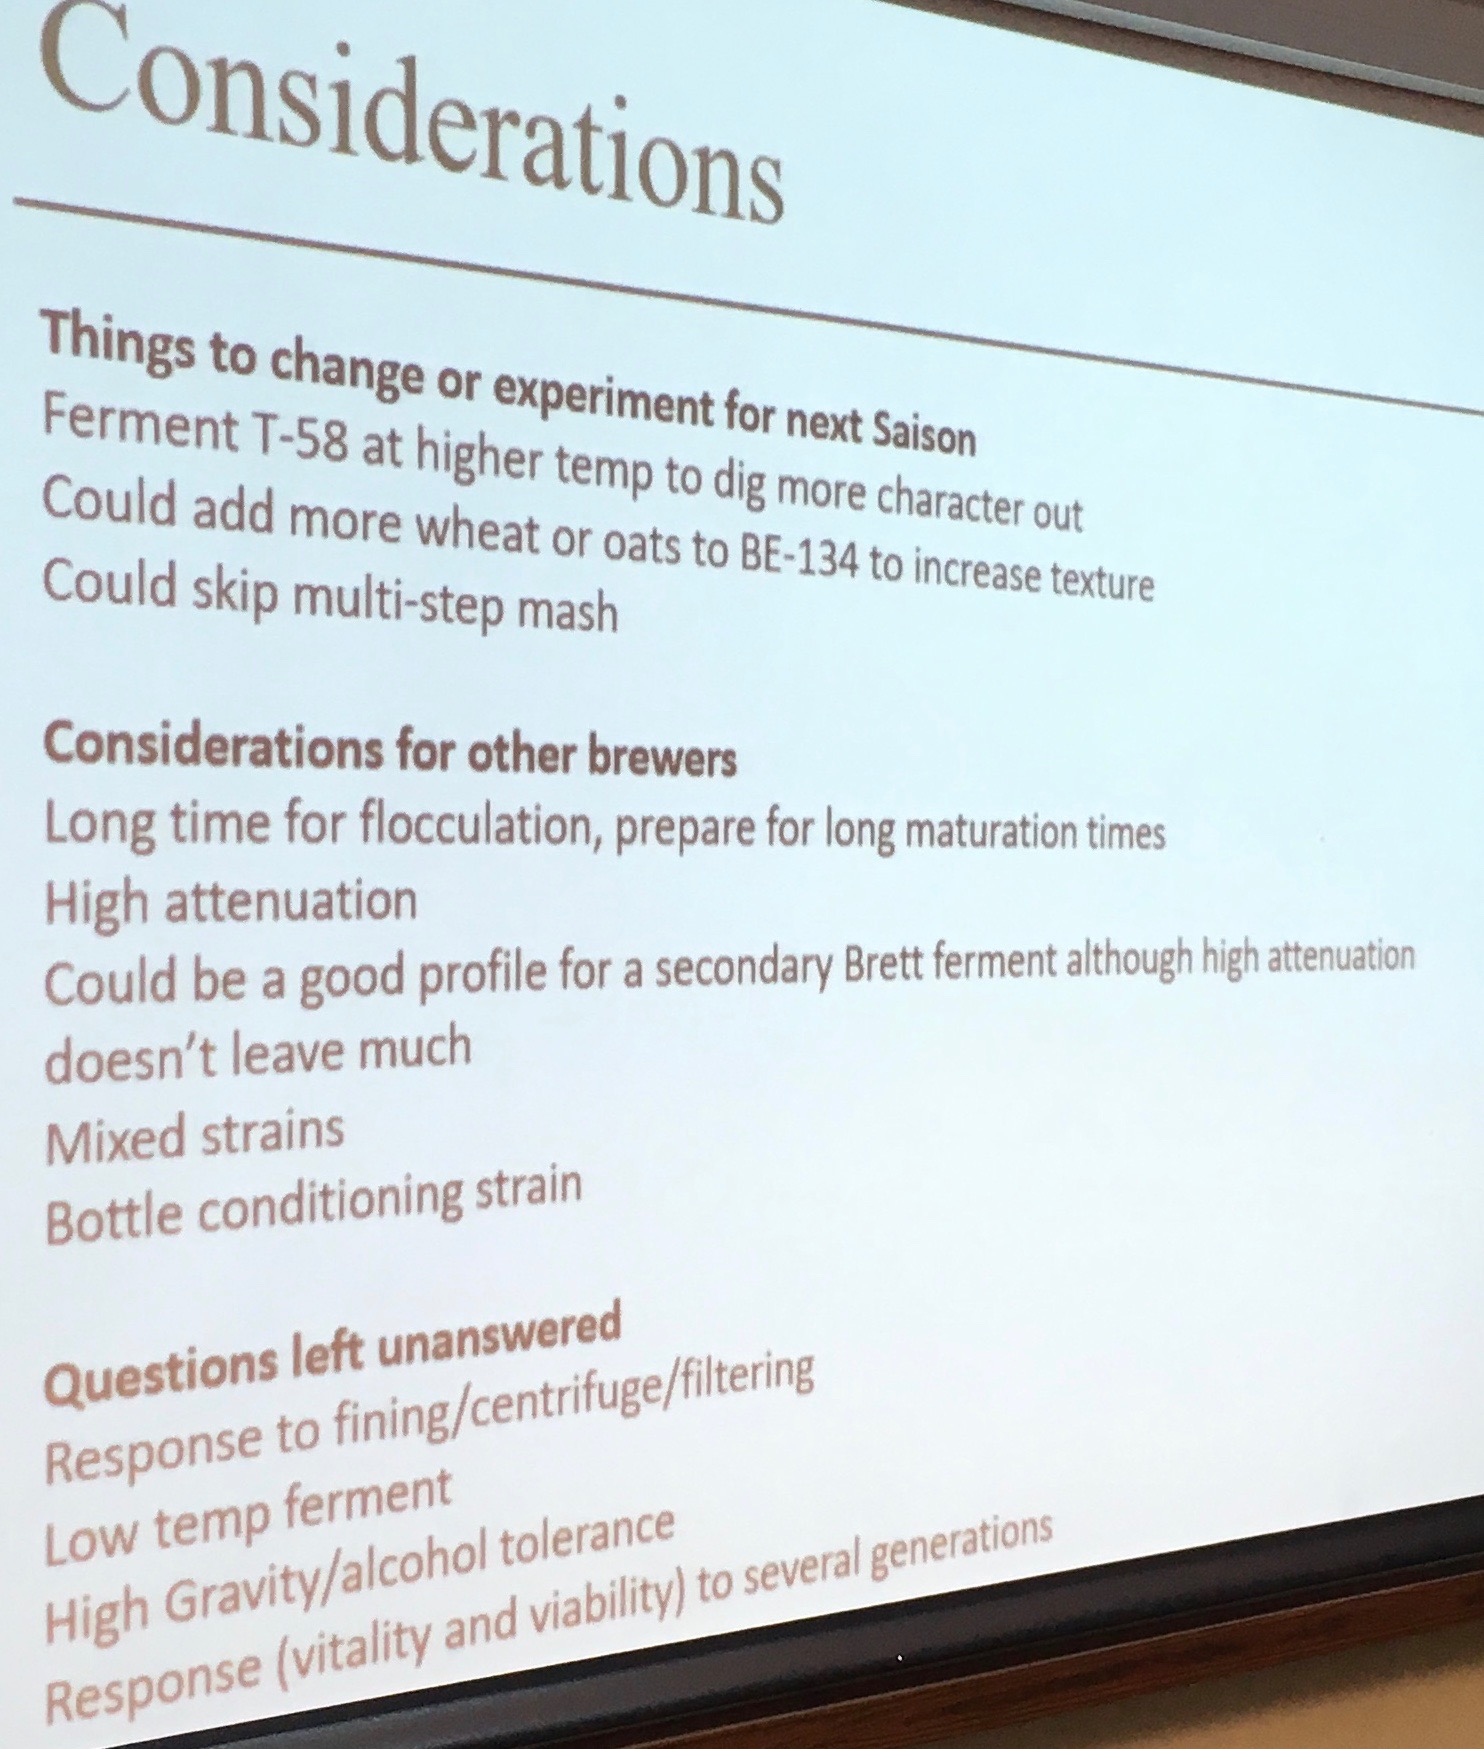 Considerations
Things to change or experiment for next Saison
Ferment T-58 at higher temp to dig more character out
Could add more wheat or oats to BE-134 to increase texture
Could skip multi-step mash
Considerations for other brewers
Long time for flocculation, prepare for long maturation times
High attenuation
Could be a good profile for a secondary Brett ferment although high attenuation
doesn’t leave much
Mixed strains
Bottle conditioning strain
Questions left unanswered
Response to fining/centrifuge/filtering
Low temp ferment
High Gravity/alcohol tolerance
Response (vitality and viability) to several generations